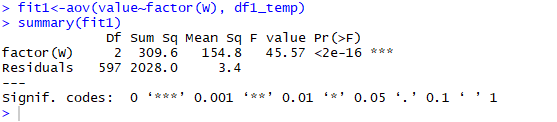 > fit1<-aov(value~factor(W), df1_temp)
> summary(fit1)
Df Sum Sq Mean Sq F value Pr(>F)
factor(W) 2 309.6 154.8 45.57 <2e-16 ***
Residuals 597 2028.0 3.4
---
Signif. codes: 0 ‘***’ 0.001 ‘**’ 0.01 ‘*’ 0.05 ‘.’ 0.1 ‘ ’ 1
>